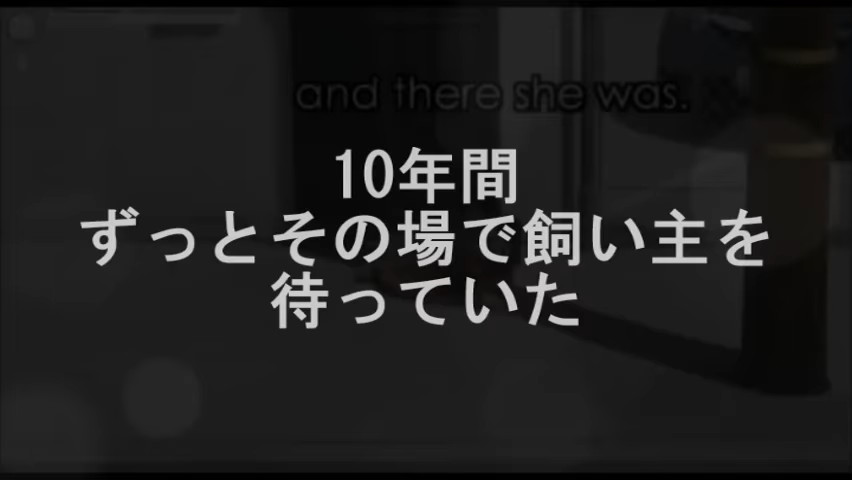 and there she was.
10年間
ずっとその場で飼い主を
待っていた